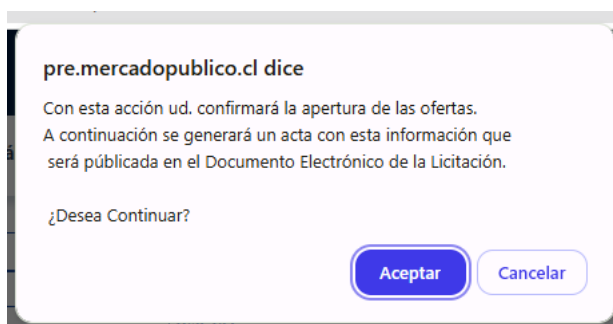 pre.mercadopublico.cl dice
Con esta acción ud. confirmará la apertura de las ofertas.
A continuación se generará un acta con esta información que
será públicada en el Documento Electrónico de la Licitación.
¿Desea Continuar?
Aceptar
Cancelar